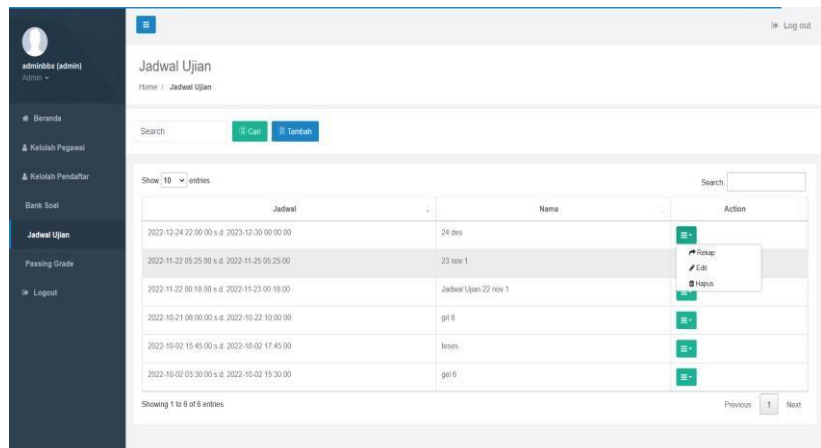 Log out
adminbbx (admin)
Admin
Jadwal Ujian
Home / Jadwal Ujian
Beranda
Kelolah Pegawai
Kelolah Pendaftar
Bank Soal
Jadwal Ujian
Passing Grade
Logout
Search Cari Tambah
Show 10 entries Search:
Jadwal Nama Action
2022-12-24 22:00:00 s.d. 2023-12-30 00:00:00 24 des
Rekap
Edit
Hapus
2022-11-22 05:25:00 s.d. 2022-11-25 05:25:00 23 nov 1
2022-11-22 00:18:00 s.d. 2022-11-23 00:18:00 Jadwal Ujian 22 nov 1
2022-10-21 08:00:00 s.d. 2022-10-22 10:00:00 grl 8
2022-10-02 15:45:00 s.d. 2022-10-02 17:45:00 teses
2022-10-02 03:30:00 s.d. 2022-10-02 15:30:00 gel 6
Showing 1 to 6 of 6 entries Previous 1 Next